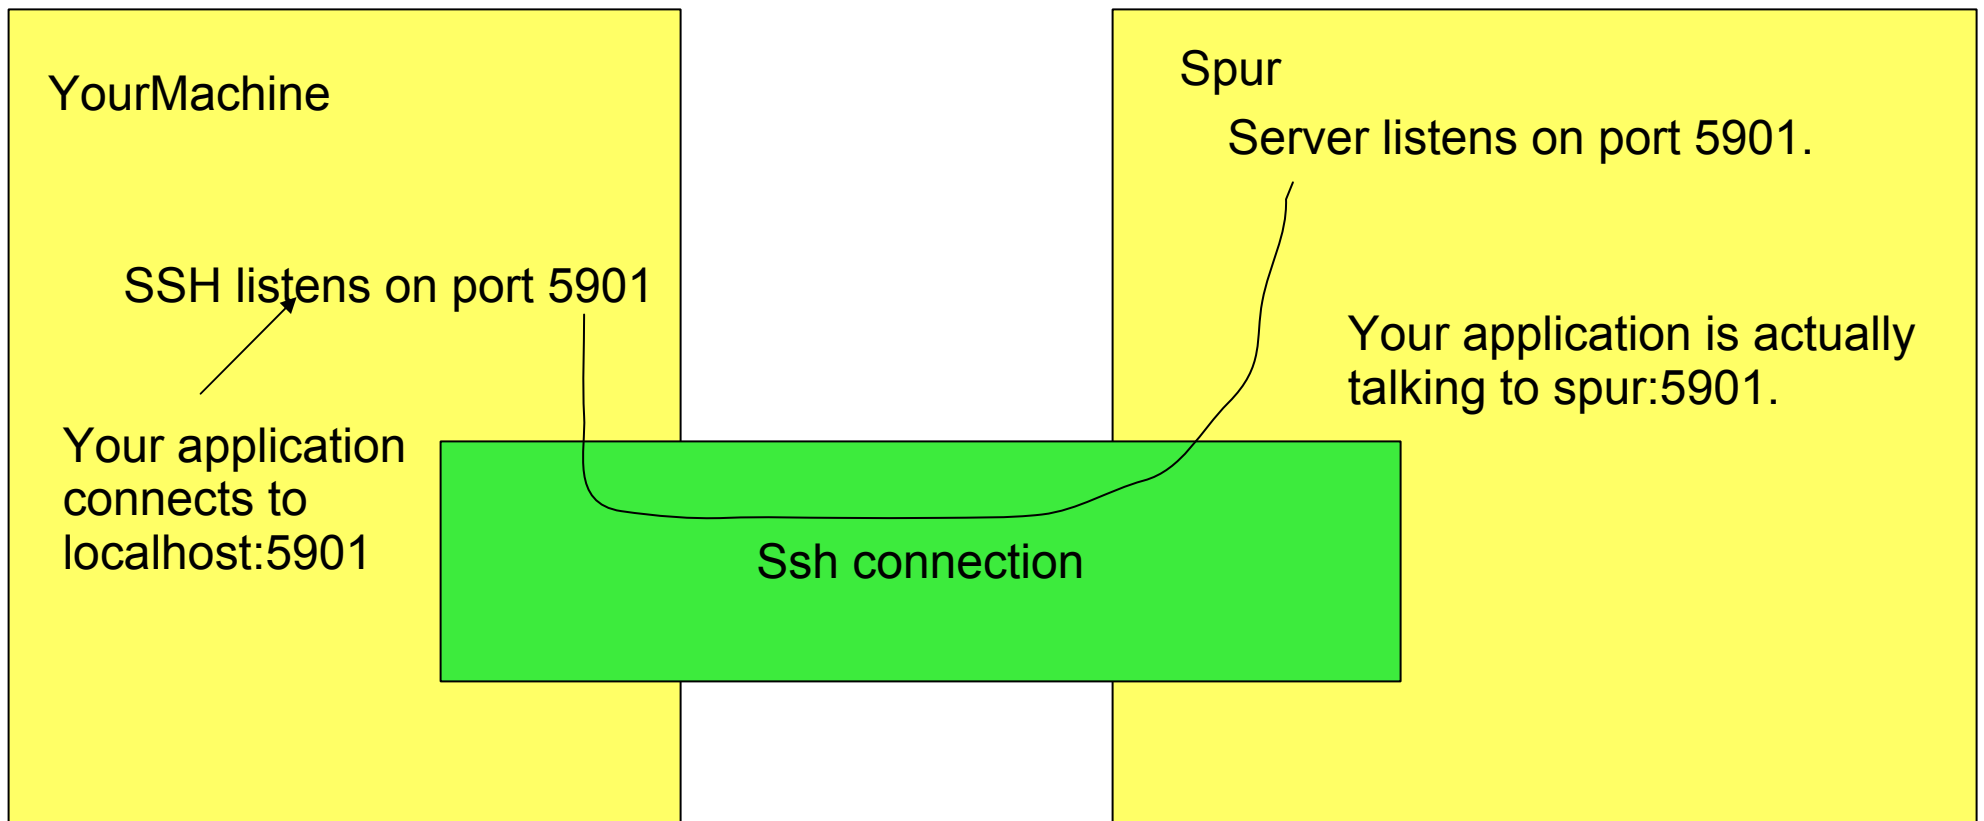 YourMachine
SSH listens on port 5901
Your application
connects to
localhost:5901
Ssh connection
Spur
Server listens on port 5901.
Your application is actually
talking to spur:5901.